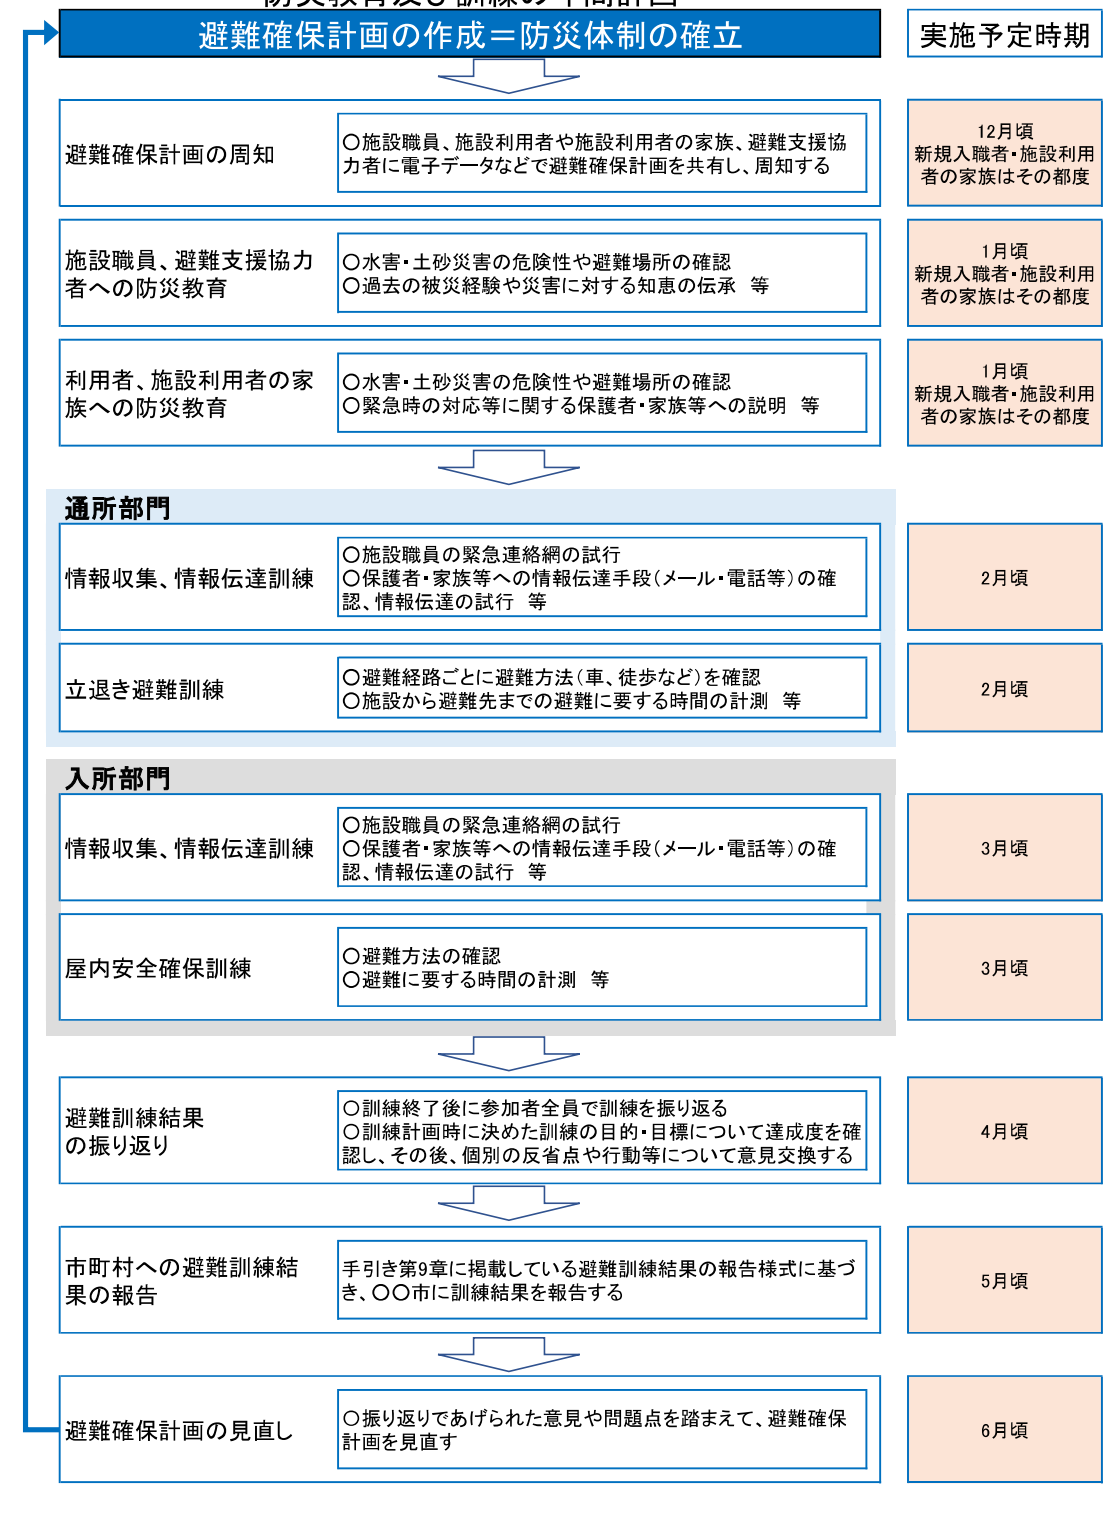 防災教育及び訓練の年間計画
避難確保計画の作成＝防災体制の確立
実施予定時期
避難確保計画の周知
〇施設職員、施設利用者や施設利用者の家族、避難支援協
力者に電子データなどで避難確保計画を共有し、周知する
12月頃
新規入職者・施設利用
者の家族はその都度
施設職員、避難支援協力
者への防災教育
〇水害・土砂災害の危険性や避難場所の確認
〇過去の被災経験や災害に対する知恵の伝承　等
1月頃
新規入職者・施設利用
者の家族はその都度
利用者、施設利用者の家
族への防災教育
〇水害・土砂災害の危険性や避難場所の確認
〇緊急時の対応等に関する保護者・家族等への説明　等
1月頃
新規入職者・施設利用
者の家族はその都度
通所部門
情報収集、情報伝達訓練
〇施設職員の緊急連絡網の試行
〇保護者・家族等への情報伝達手段（メール・電話等）の確
認、情報伝達の試行　等
2月頃
立退き避難訓練
〇避難経路ごとに避難方法（車、徒歩など）を確認
〇施設から避難先までの避難に要する時間の計測　等
2月頃
入所部門
情報収集、情報伝達訓練
〇施設職員の緊急連絡網の試行
〇保護者・家族等への情報伝達手段（メール・電話等）の確
認、情報伝達の試行　等
3月頃
屋内安全確保訓練
〇避難方法の確認
〇避難に要する時間の計測　等
3月頃
避難訓練結果
の振り返り
〇訓練終了後に参加者全員で訓練を振り返る
〇訓練計画時に決めた訓練の目的・目標について達成度を確
認し、その後、個別の反省点や行動等について意見交換する
4月頃
市町村への避難訓練結
果の報告
手引き第9章に掲載している避難訓練結果の報告様式に基づ
き、〇〇市に訓練結果を報告する
5月頃
避難確保計画の見直し
〇振り返りであげられた意見や問題点を踏まえて、避難確保
計画を見直す
6月頃